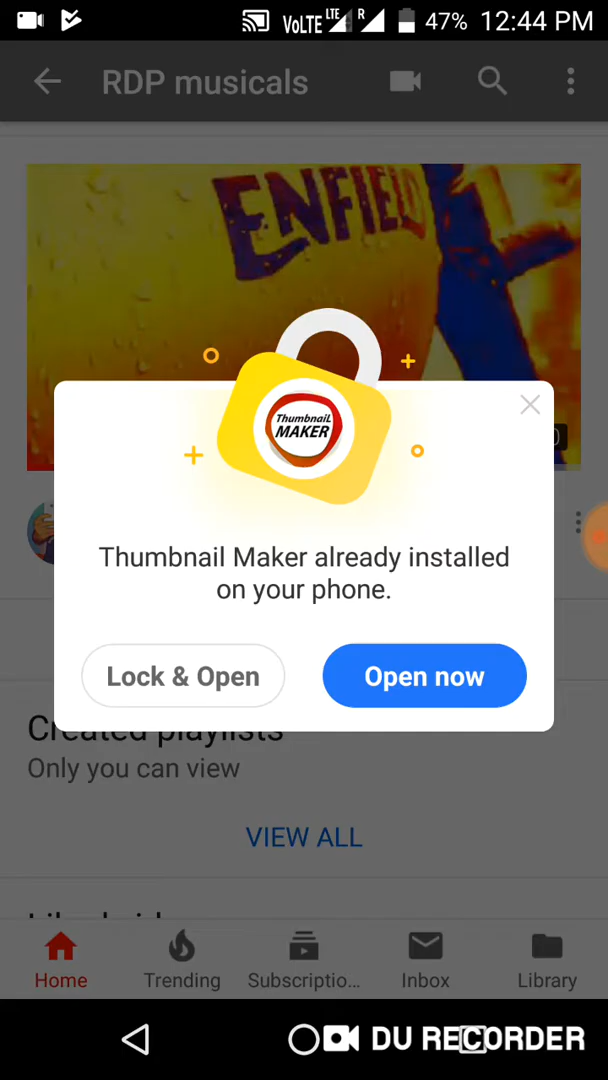 VoLTE LTE R 47% 12:44 PM
RDP musicals
ENFIELD
Thumbnail
MAKER
Thumbnail Maker already installed
on your phone.
Lock & Open Open now
Created playlists
Only you can view
VIEW ALL
Home Trending Subscriptio... Inbox Library
DU RECORDER